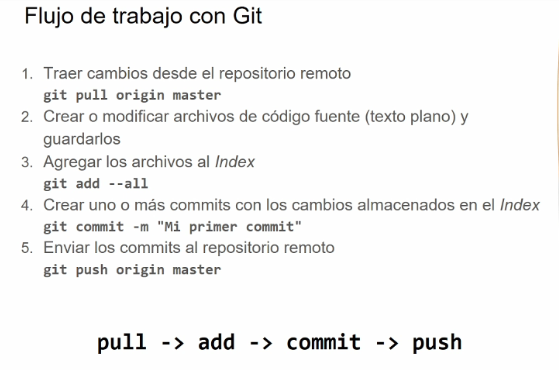 Flujo de trabajo con Git
1. Traer cambios desde el repositorio remoto
git pull origin master
2. Crear o modificar archivos de código fuente (texto plano) y
guardarlos
3. Agregar los archivos al Index
git add --all
4. Crear uno o más commits con los cambios almacenados en el Index
git commit -m "Mi primer commit"
5. Enviar los commits al repositorio remoto
git push origin master
pull -> add -> commit -> push